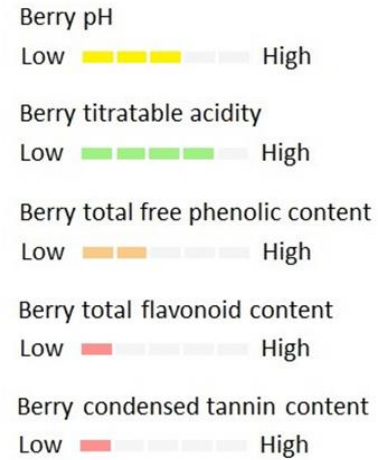 Berry pH
Low High
Berry titratable acidity
Low High
Berry total free phenolic content
Low High
Berry total flavonoid content
Low High
Berry condensed tannin content
Low High